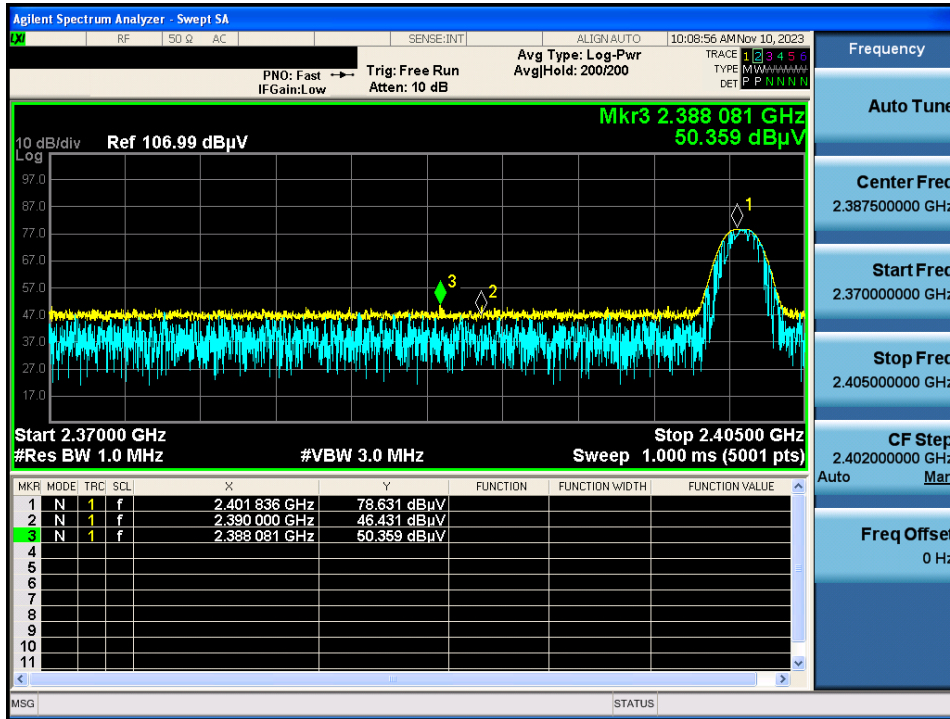 Agilent Spectrum Analyzer - Swept SA
LXI RF 50 Ω AC SENSE:INT ALIGN AUTO 10:08:56 AM Nov 10, 2023
PNO: Fast Trig: Free Run Avg Type: Log-Pwr TRACE 1 2 3 4 5 6
IFGain:Low Atten: 10 dB Avg|Hold: 200/200 TYPE M W W W W W
DET P P N N N N
Mkr3 2.388 081 GHz
10 dB/div Ref 106.99 dBµV 50.359 dBµV
Log
97.0
87.0
77.0
67.0
57.0
47.0
37.0
27.0
17.0
1
3
2
Start 2.37000 GHz Stop 2.40500 GHz
#Res BW 1.0 MHz #VBW 3.0 MHz Sweep 1.000 ms (5001 pts)
MKR MODE TRC SCL X Y FUNCTION FUNCTION WIDTH FUNCTION VALUE
1 N 1 f 2.401 836 GHz 78.631 dBµV
2 N 1 f 2.390 000 GHz 46.431 dBµV
3 N 1 f 2.388 081 GHz 50.359 dBµV
4
5
6
7
8
9
10
11
MSG STATUS
Frequency
Auto Tune
Center Freq
2.387500000 GHz
Start Freq
2.370000000 GHz
Stop Freq
2.405000000 GHz
CF Step
2.402000000 GHz
Auto Man
Freq Offset
0 Hz